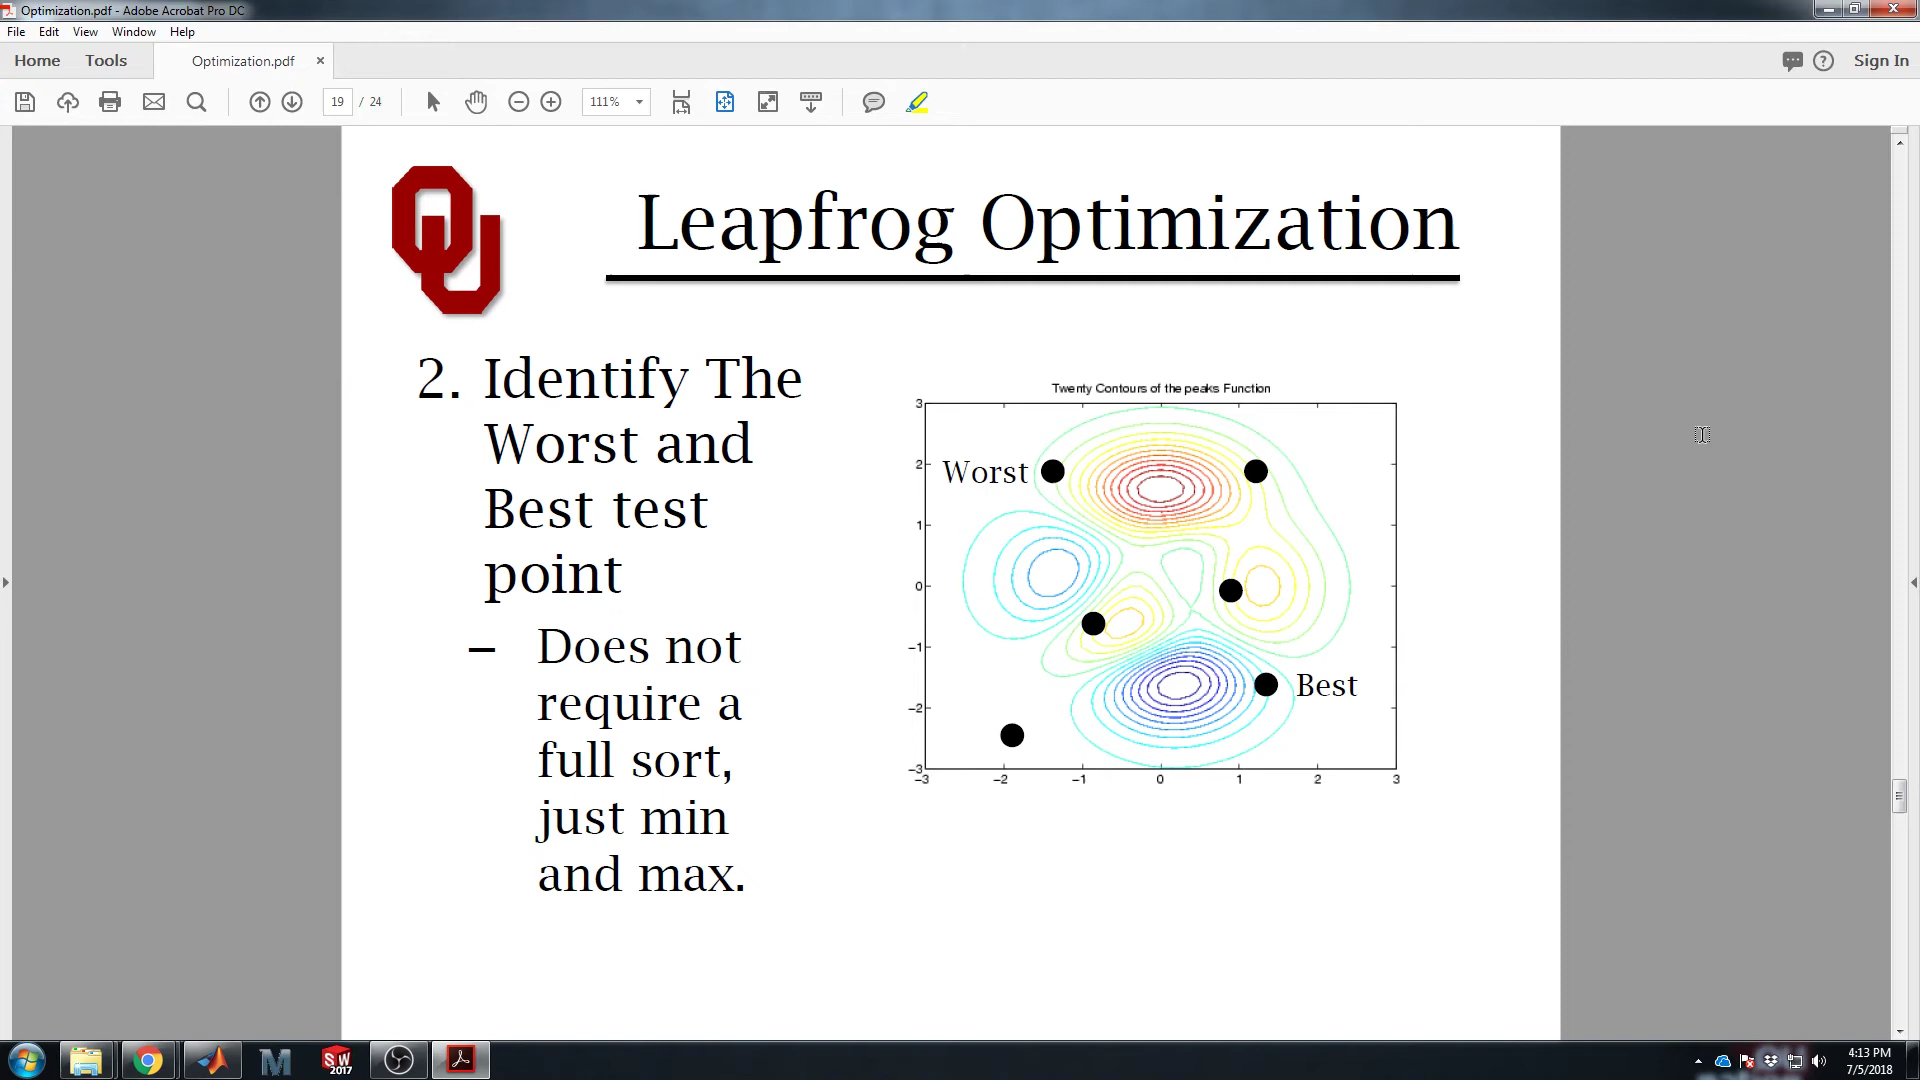 Optimization.pdf - Adobe Acrobat Pro DC
File Edit View Window Help
Home Tools Optimization.pdf × Sign In
19 / 24 111%
OU
Leapfrog Optimization
2. Identify The
Worst and
Best test
point
– Does not
require a
full sort,
just min
and max.
Twenty Contours of the peaks Function
3
2
1
0
−1
−2
−3
Worst
Best
−3 −2 −1 0 1 2 3
M
SW
2017
4:13 PM
7/5/2018